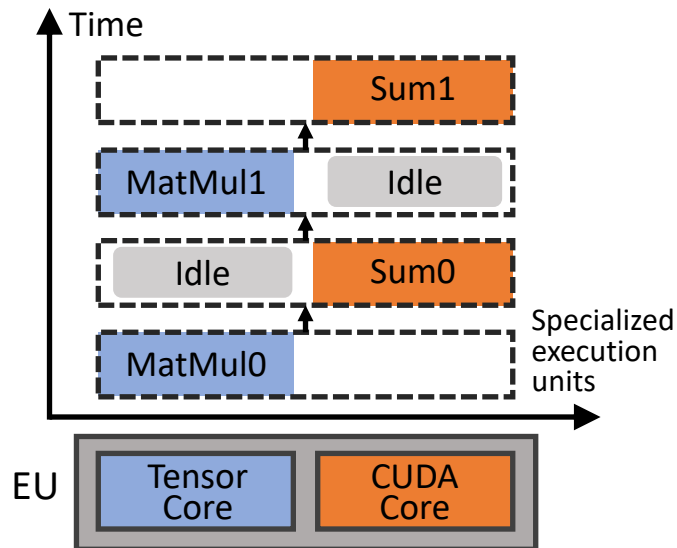 Time
Sum1
MatMul1
Idle
Idle
Sum0
MatMul0
Specialized
execution
units
EU
Tensor
Core
CUDA
Core